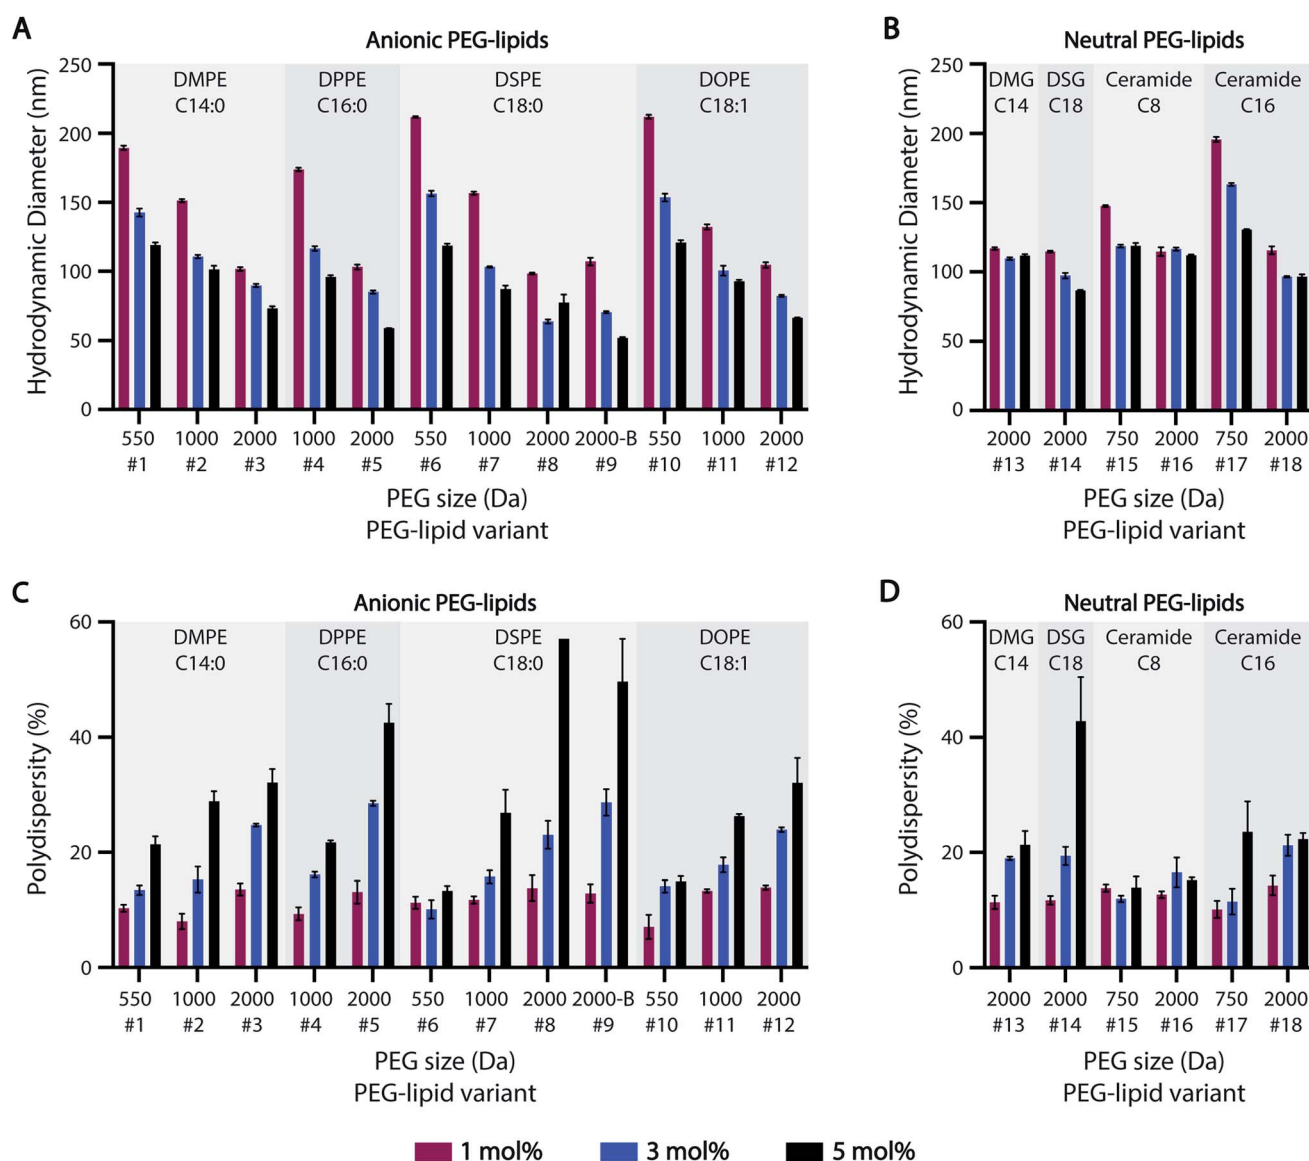 A
Anionic PEG-lipids
Hydrodynamic Diameter (nm)
250
200
150
100
50
0
DMPE DPPE DSPE DOPE
C14:0 C16:0 C18:0 C18:1
550 1000 2000 1000 2000 550 1000 2000 2000-B 550 1000 2000
#1 #2 #3 #4 #5 #6 #7 #8 #9 #10 #11 #12
PEG size (Da)
PEG-lipid variant
B
Neutral PEG-lipids
Hydrodynamic Diameter (nm)
250
200
150
100
50
0
DMG DSG Ceramide Ceramide
C14 C18 C8 C16
2000 2000 750 2000 750 2000
#13 #14 #15 #16 #17 #18
PEG size (Da)
PEG-lipid variant
C
Anionic PEG-lipids
Polydispersity (%)
60
40
20
0
DMPE DPPE DSPE DOPE
C14:0 C16:0 C18:0 C18:1
550 1000 2000 1000 2000 550 1000 2000 2000-B 550 1000 2000
#1 #2 #3 #4 #5 #6 #7 #8 #9 #10 #11 #12
PEG size (Da)
PEG-lipid variant
D
Neutral PEG-lipids
Polydispersity (%)
60
40
20
0
DMG DSG Ceramide Ceramide
C14 C18 C8 C16
2000 2000 750 2000 750 2000
#13 #14 #15 #16 #17 #18
PEG size (Da)
PEG-lipid variant
1 mol% 3 mol% 5 mol%